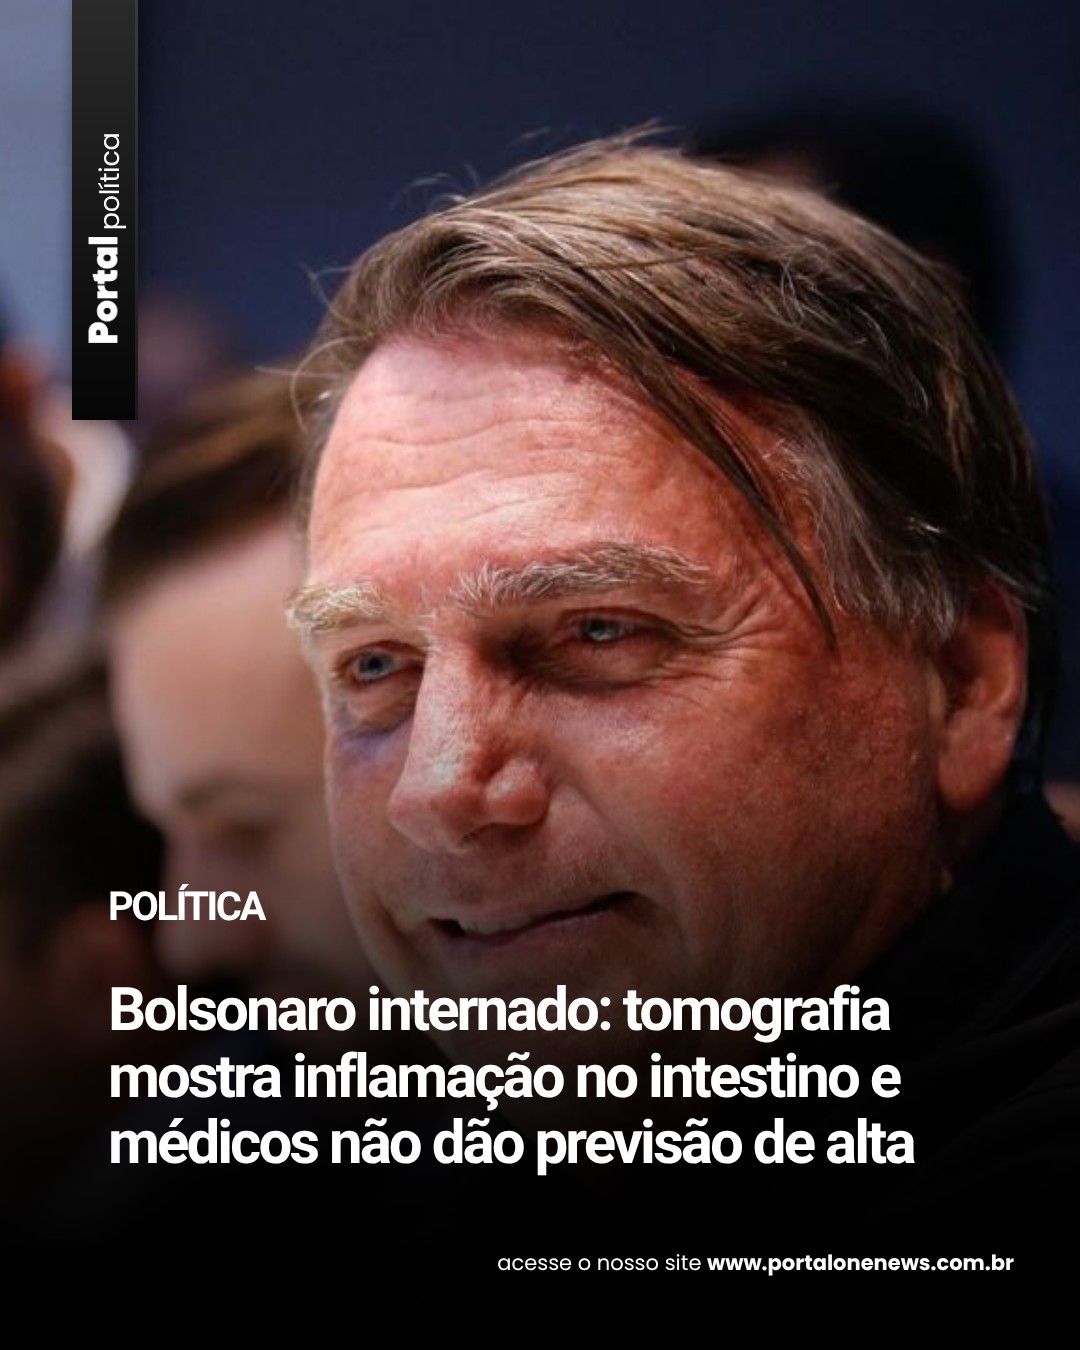 Portal política
POLÍTICA
Bolsonaro internado: tomografia
mostra inflamação no intestino e
médicos não dão previsão de alta
acesse o nosso site www.portalonenews.com.br